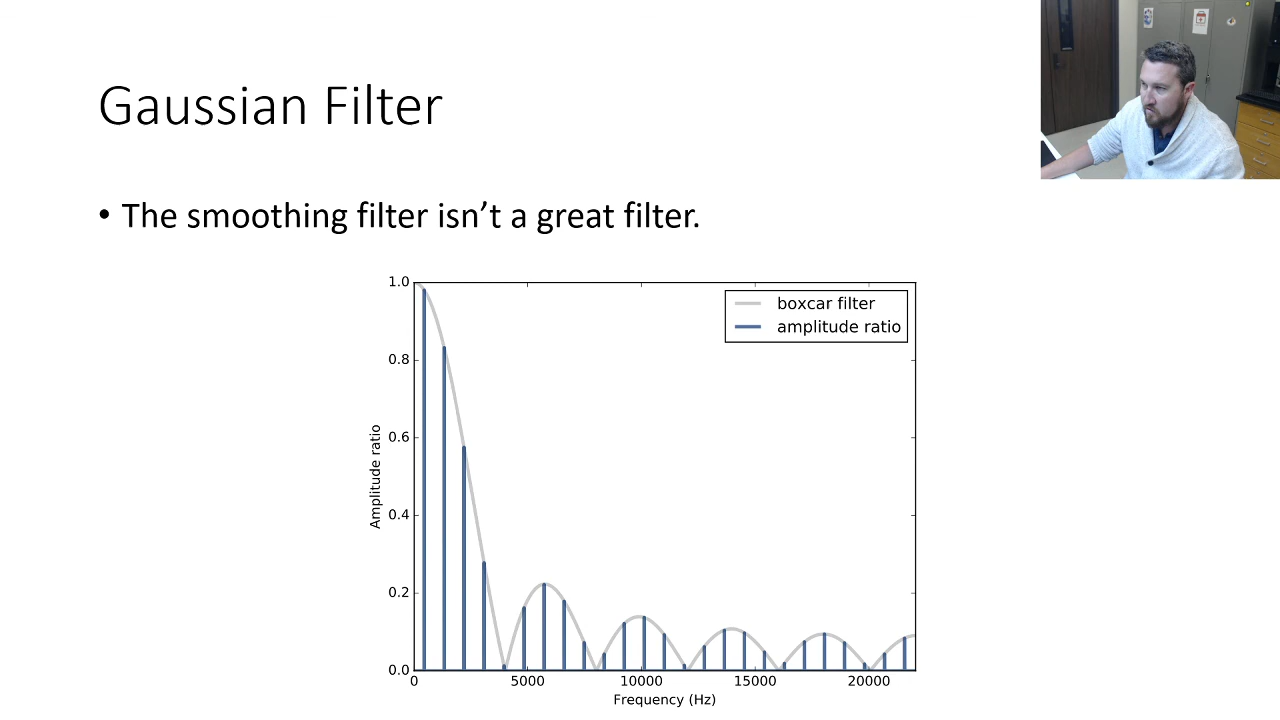 Gaussian Filter
• The smoothing filter isn’t a great filter.
boxcar filter
amplitude ratio
Amplitude ratio
1.0
0.8
0.6
0.4
0.2
0.0
0 5000 10000 15000 20000
Frequency (Hz)